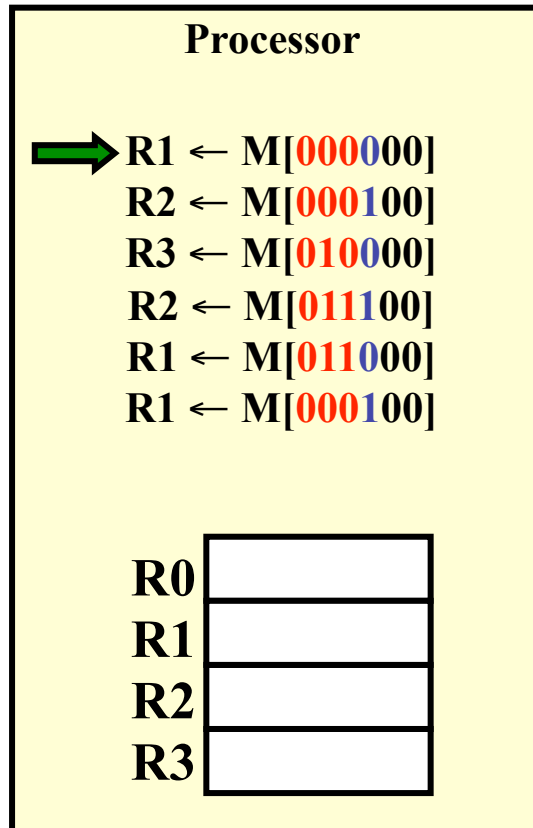 Processor
R1 ← M[000000]
R2 ← M[000100]
R3 ← M[010000]
R2 ← M[011100]
R1 ← M[011000]
R1 ← M[000100]
R0
R1
R2
R3